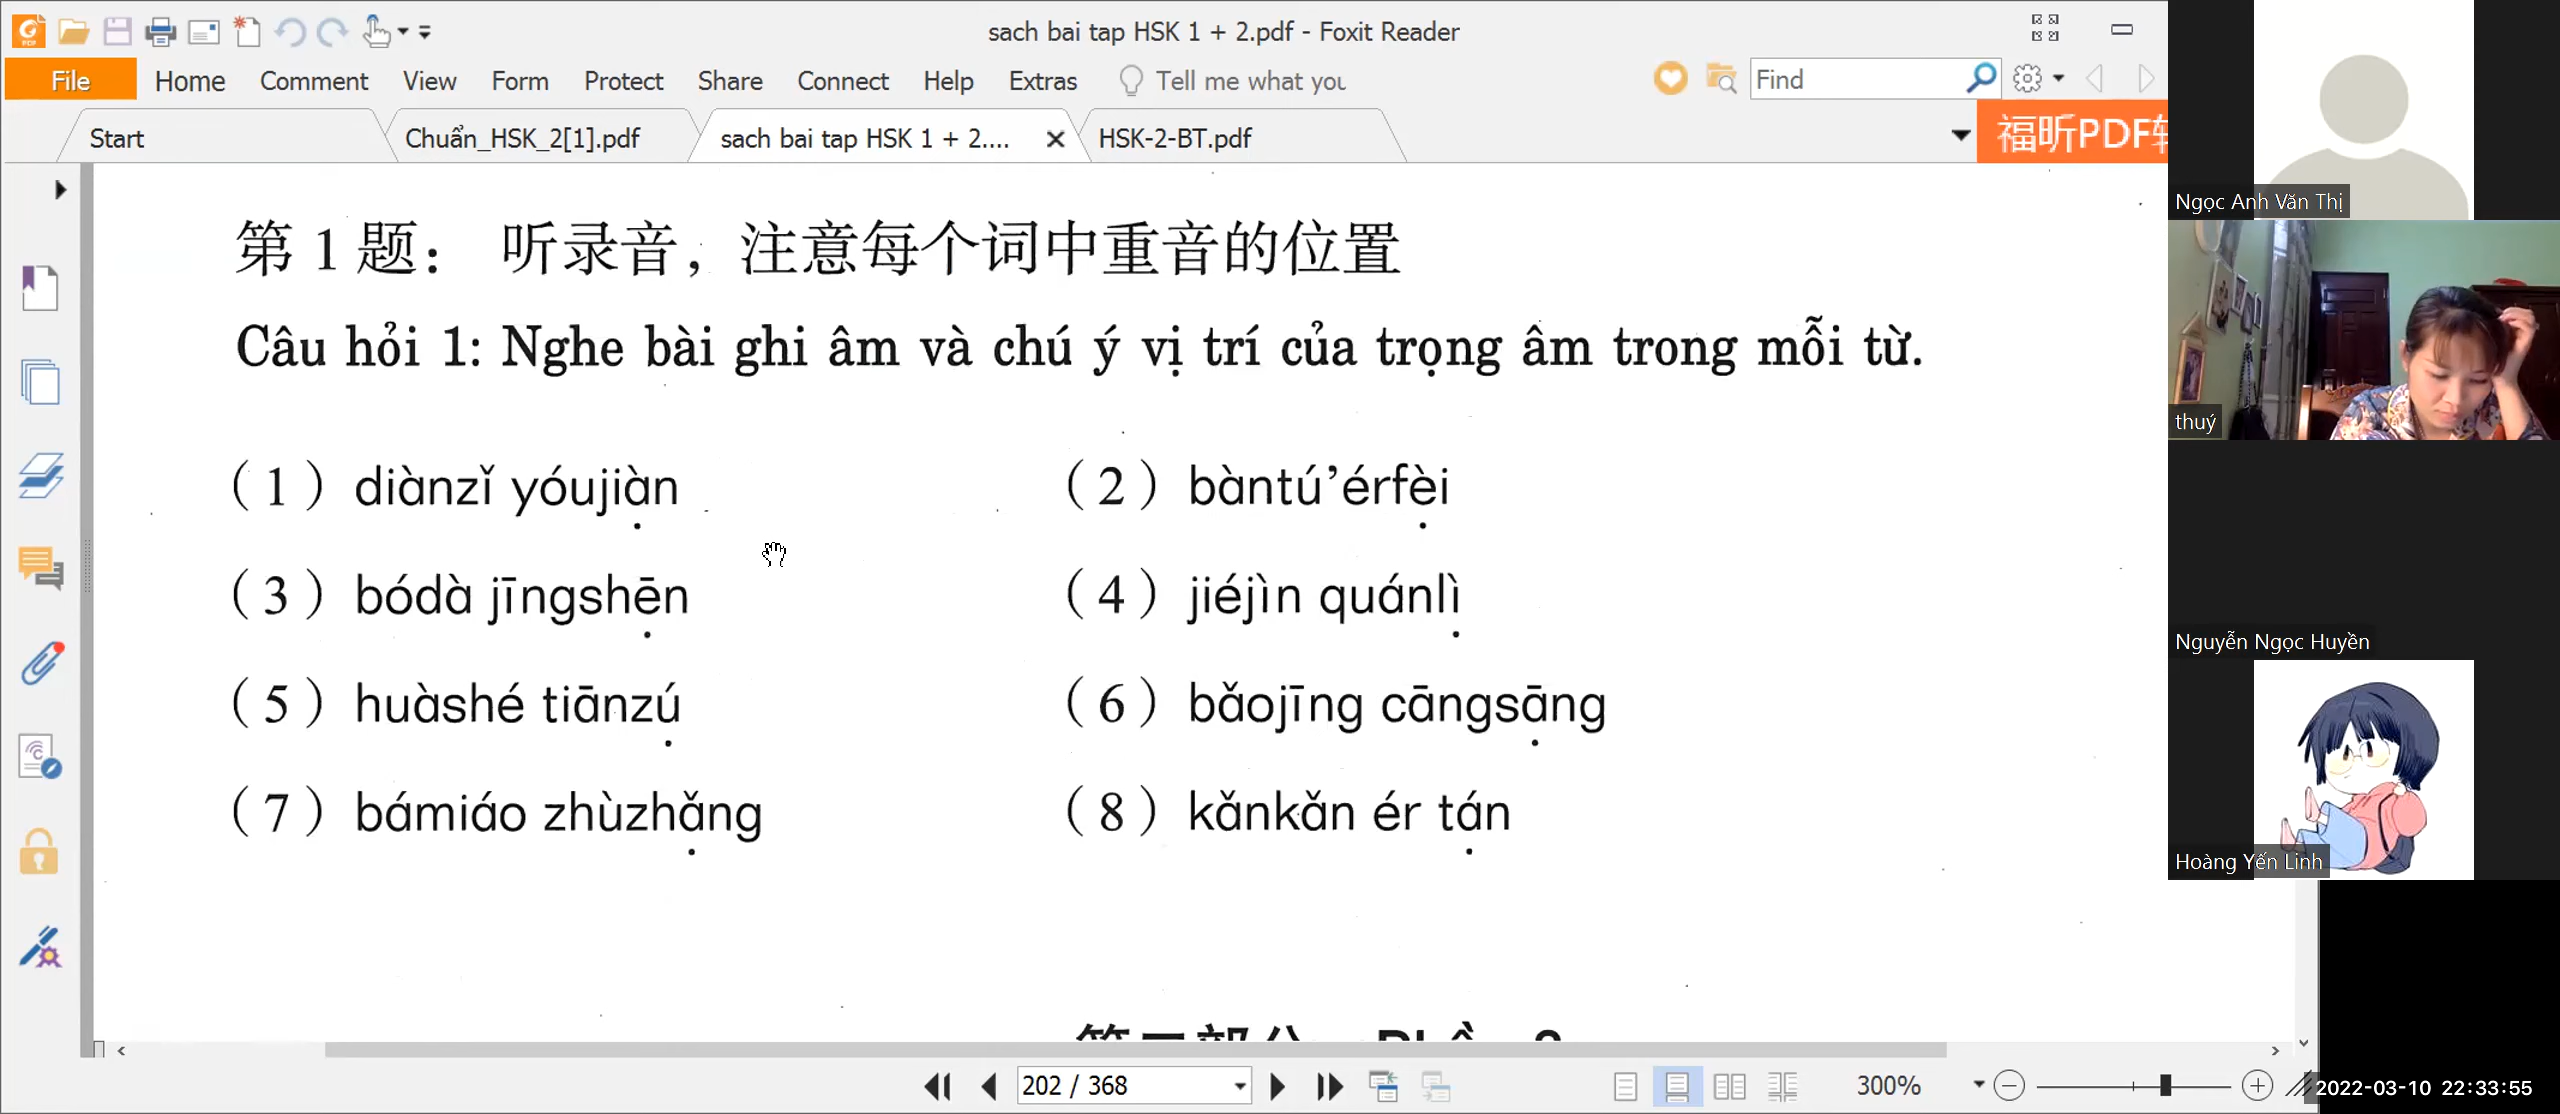 sach bai tap HSK 1 + 2.pdf - Foxit Reader
File Home Comment View Form Protect Share Connect Help Extras Tell me what you Find
Start Chuẩn_HSK_2[1].pdf sach bai tap HSK 1 + 2.... HSK-2-BT.pdf 福昕PDF
第 1 题： 听录音，注意每个词中重音的位置
Câu hỏi 1: Nghe bài ghi âm và chú ý vị trí của trọng âm trong mỗi từ.
（1）diànzǐ yóujiàn （2）bàntú’érfèi
（3）bódà jīngshēn （4）jiéjìn quánlì
（5）huàshé tiānzú （6）bǎojīng cāngsāng
（7）bámiáo zhùzhǎng （8）kǎnkǎn ér tán
202 / 368 300%
Ngọc Anh Văn Thị
thuý
Nguyễn Ngọc Huyền
Hoàng Yến Linh
2022-03-10 22:33:55